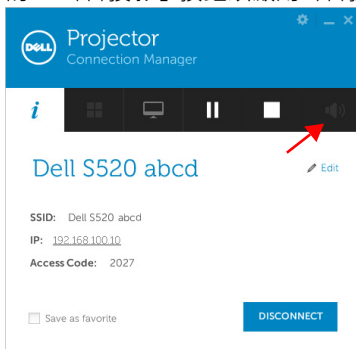 DELL
Projector
Connection Manager
i
Dell S520 abcd
Edit
SSID: Dell S520 abcd
IP: 192.168.100.10
Access Code: 2027
Save as favorite
DISCONNECT